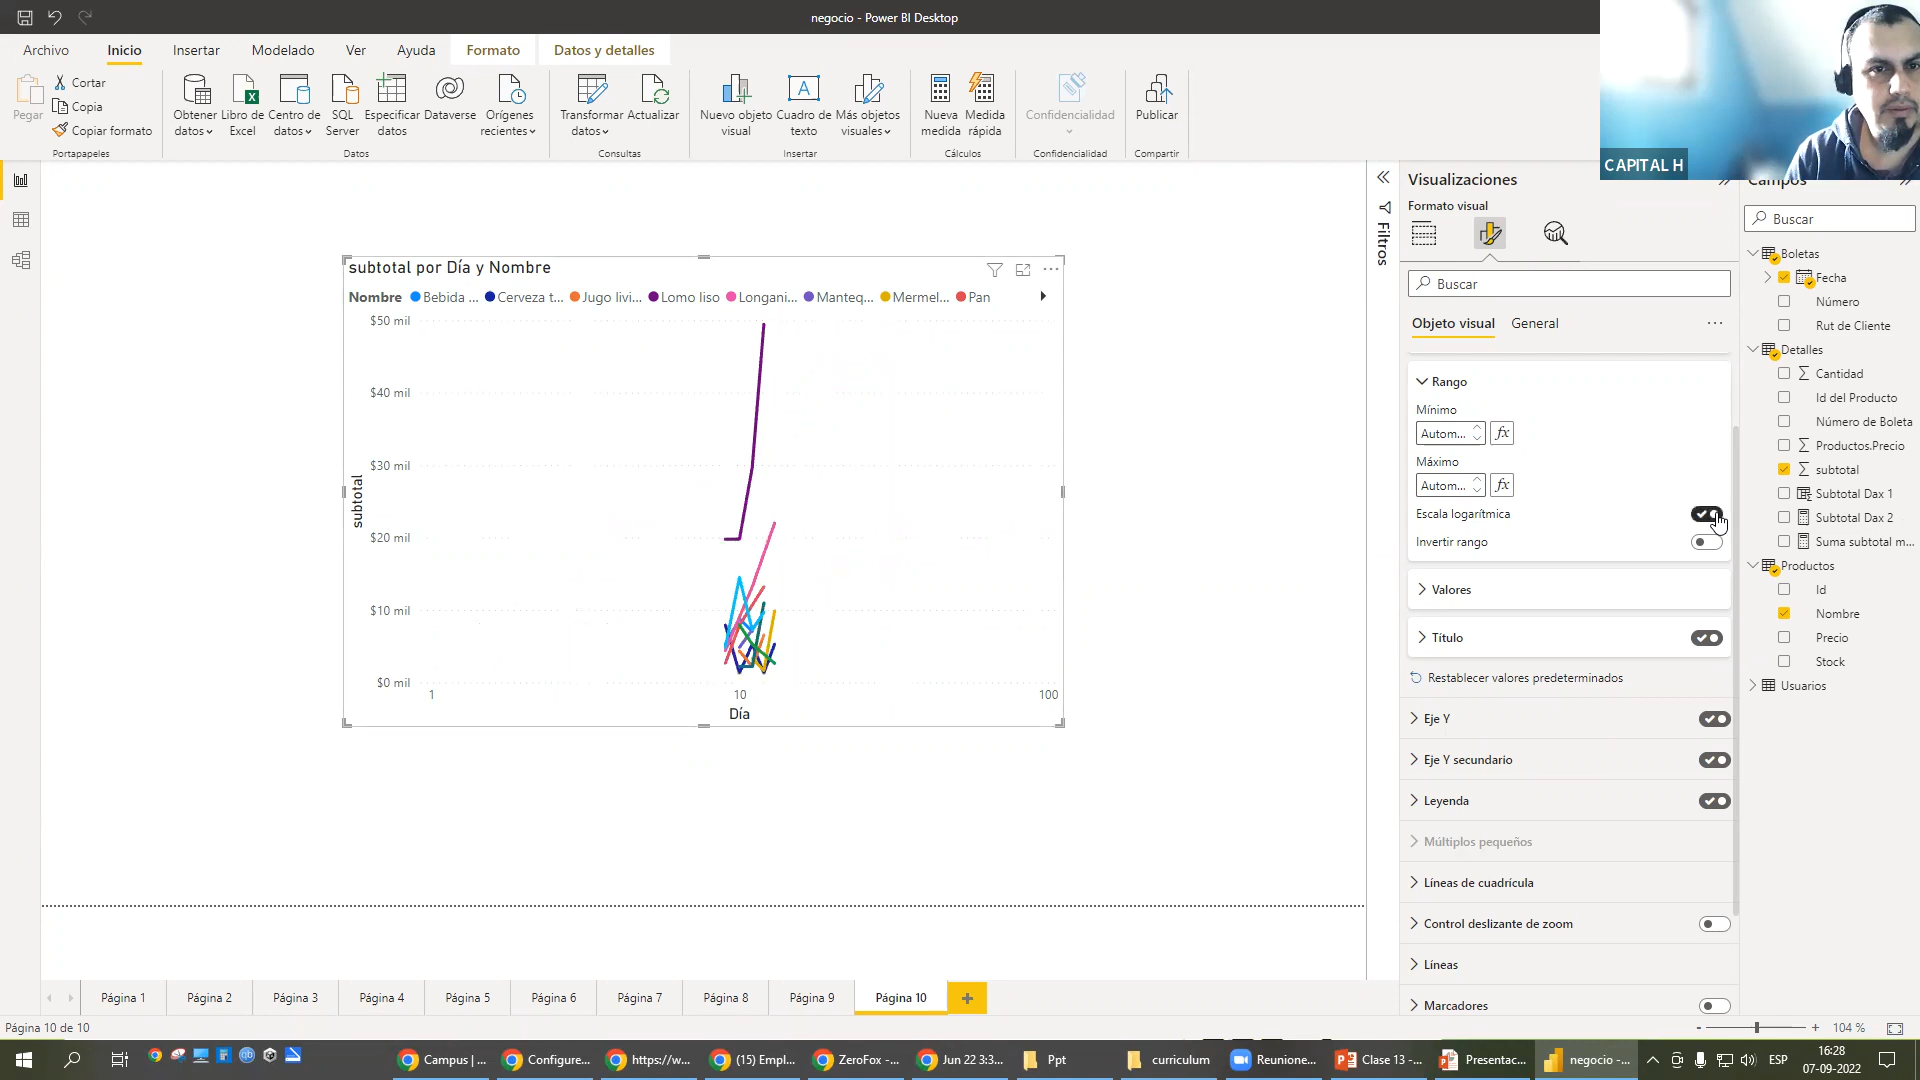 negocio - Power BI Desktop
Archivo Inicio Insertar Modelado Ver Ayuda Formato Datos y detalles
Pegar
Cortar
Copia
Copiar formato
Portapapeles
Obtener datos
Libro de Excel
Centro de datos
SQL Server
Especificar datos
Dataverse
Orígenes recientes
Datos
Transformar datos
Actualizar
Consultas
Nuevo objeto visual
Cuadro de texto
Más objetos visuales
Insertar
Nueva medida
Medida rápida
Cálculos
Confidencialidad
Confidencialidad
Publicar
Compartir
CAPITAL H
subtotal por Día y Nombre
Nombre Bebida ... Cerveza t... Jugo livi... Lomo liso Longani... Manteq... Mermel... Pan
$50 mil
$40 mil
$30 mil
$20 mil
$10 mil
$0 mil
subtotal
1 10 100
Día
Filtros
Visualizaciones
Formato visual
Buscar
Objeto visual General ...
Rango
Mínimo
Autom... fx
Máximo
Autom... fx
Escala logarítmica
Invertir rango
Valores
Título
Restablecer valores predeterminados
Eje Y
Eje Y secundario
Leyenda
Múltiplos pequeños
Líneas de cuadrícula
Control deslizante de zoom
Líneas
Marcadores
Campos
Buscar
Boletas
Fecha
Número
Rut de Cliente
Detalles
Cantidad
Id del Producto
Número de Boleta
Productos.Precio
subtotal
Subtotal Dax 1
Subtotal Dax 2
Suma subtotal m...
Productos
Id
Nombre
Precio
Stock
Usuarios
Página 1 Página 2 Página 3 Página 4 Página 5 Página 6 Página 7 Página 8 Página 9 Página 10 +
Página 10 de 10
- + 104 %
Campus | ... Configure... https://w... (15) Empl... ZeroFox -... Jun 22 3:3... Ppt curriculum Reunione... Clase 13 -... Presentac... negocio -... ESP
16:28
07-09-2022